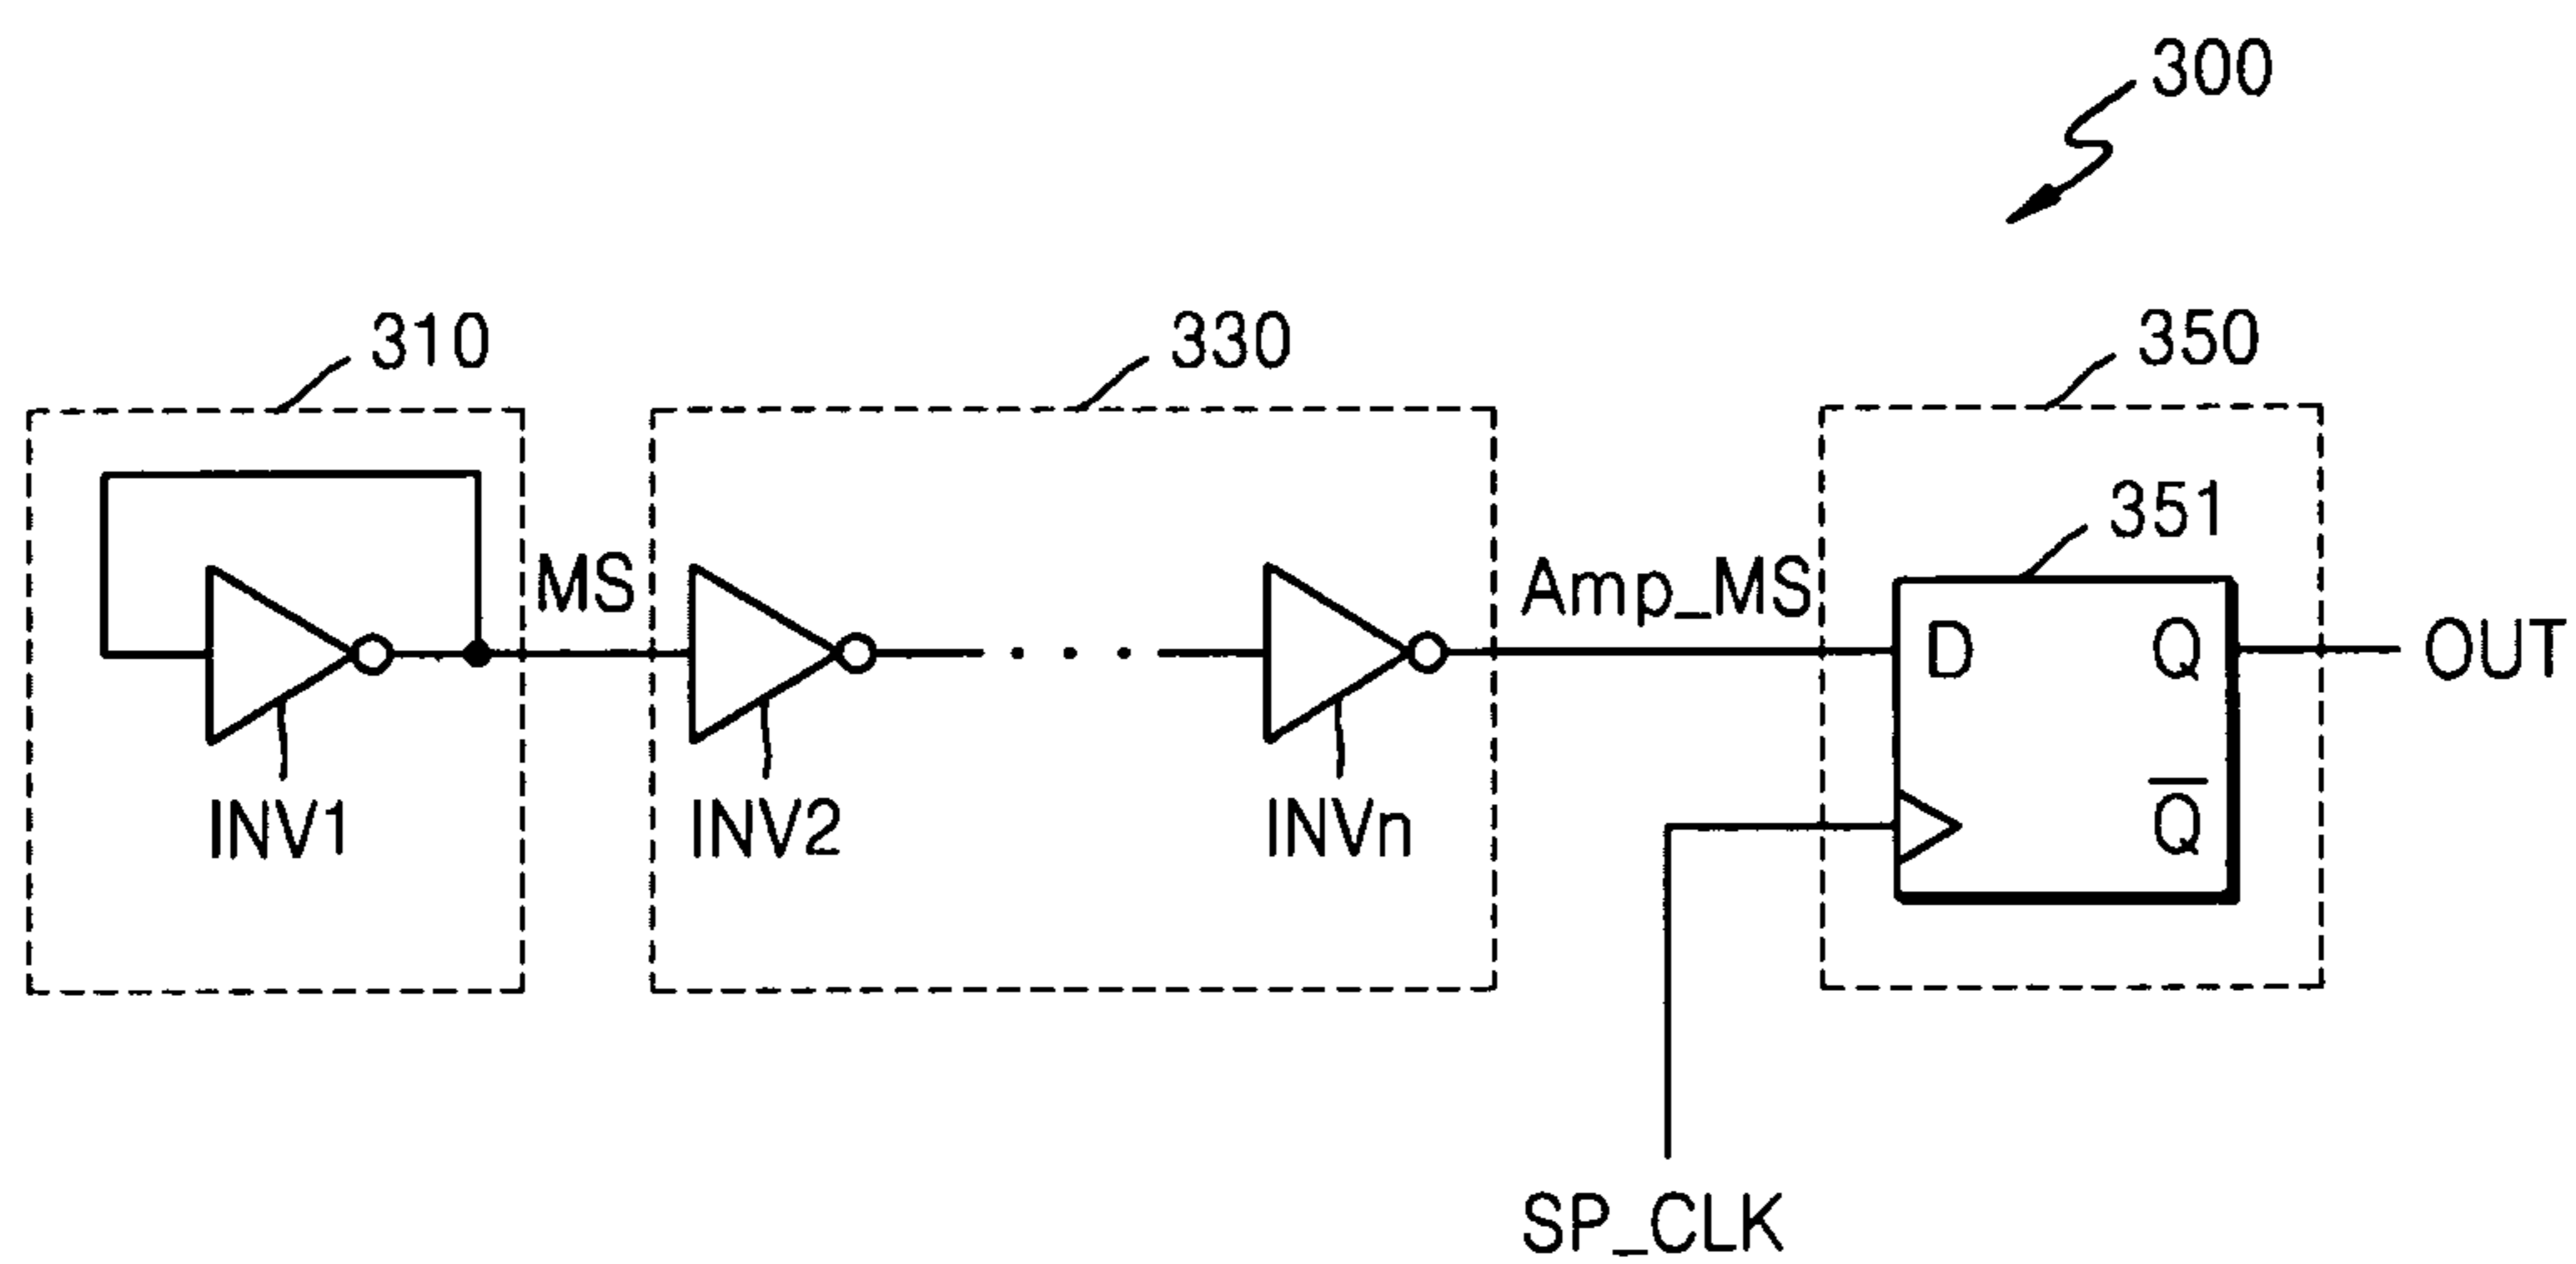 300
310
330
350
351
MS
Amp_MS
D
Q
OUT
Q̅
INV1
INV2
INVn
SP_CLK